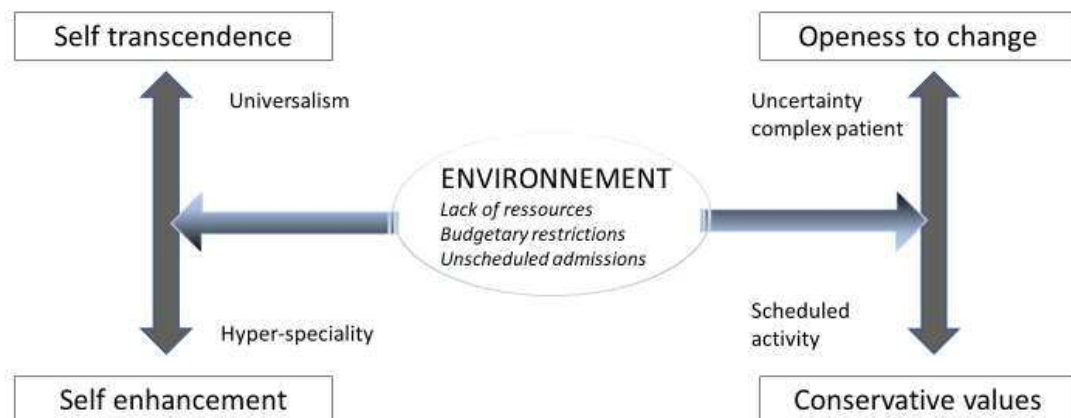 Self transcendence
Openess to change
Universalism
Uncertainty
complex patient
ENVIRONNEMENT
Lack of ressources
Budgetary restrictions
Unscheduled admissions
Hyper-speciality
Scheduled
activity
Self enhancement
Conservative values